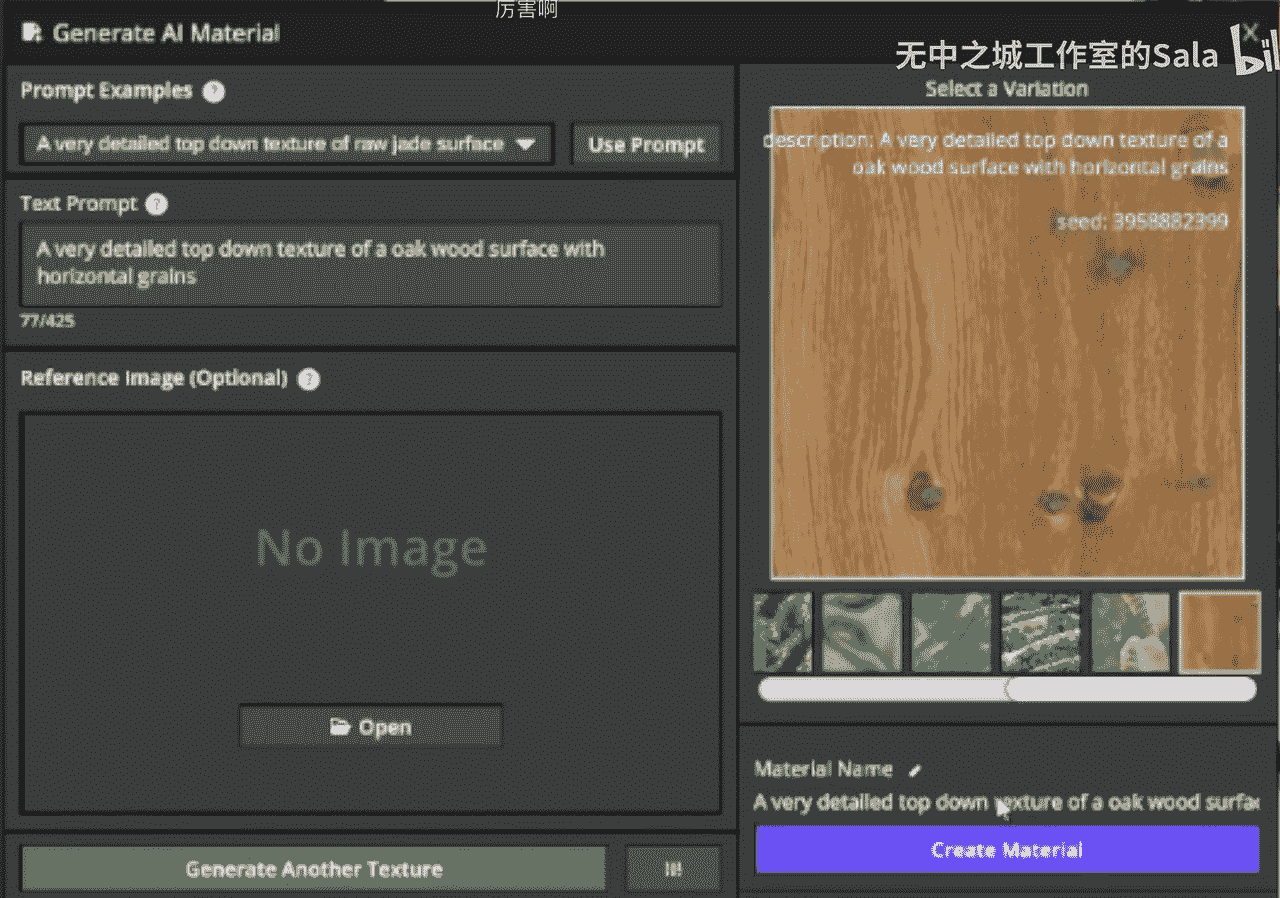 厉害啊
Generate AI Material
无中之城工作室的Sala
bil
Prompt Examples
A very detailed top down texture of raw jade surface
Use Prompt
Text Prompt
A very detailed top down texture of a oak wood surface with
horizontal grains
77/425
Reference Image (Optional)
No Image
Open
Generate Another Texture
Select a Variation
description: A very detailed top down texture of a
oak wood surface with horizontal grains
seed: 3958882399
Material Name
A very detailed top down texture of a oak wood surfac
Create Material